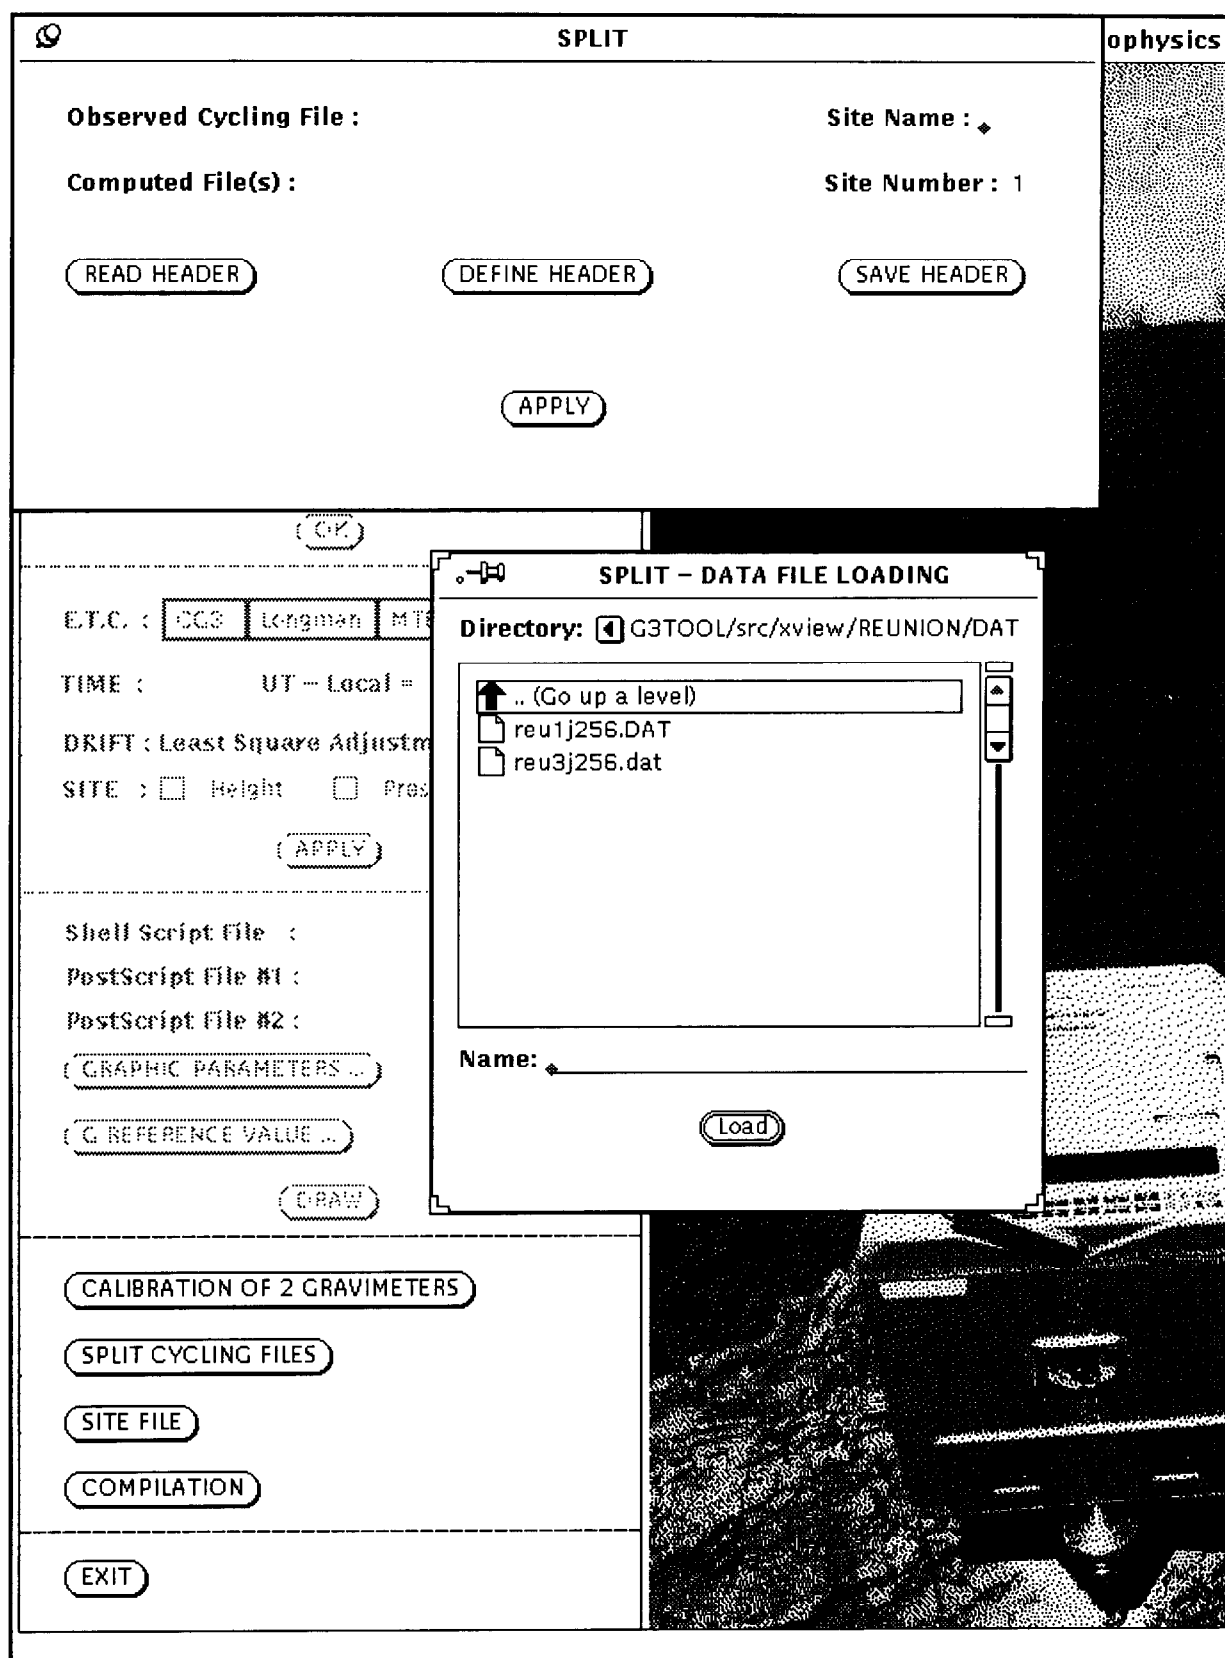 SPLIT
ophysics
Observed Cycling File :
Site Name :
Computed File(s) :
Site Number : 1
READ HEADER
DEFINE HEADER
SAVE HEADER
APPLY
OK
E.T.C. : CG3 Longman
TIME : UT – Local =
DRIFT : Least Square
SITE : Height
APPLY
Shell Script File :
PostScript File #1 :
PostScript File #2 :
GRAPHIC PARAMETERS ...
G REFERENCE VALUE ...
DRAW
SPLIT – DATA FILE LOADING
Directory: G3TOOL/src/xview/REUNION/DAT
.. (Go up a level)
reu1j256.DAT
reu3j256.dat
Name:
Load
CALIBRATION OF 2 GRAVIMETERS
SPLIT CYCLING FILES
SITE FILE
COMPILATION
EXIT